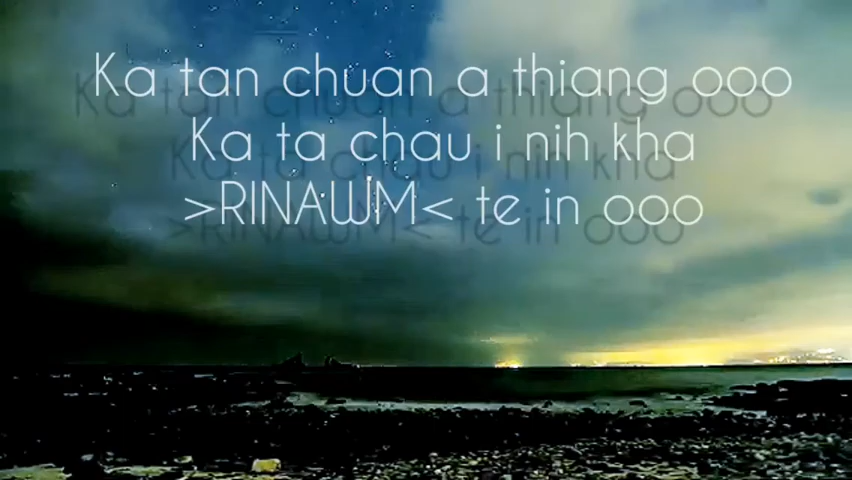 Ka tan chuan a thiang ooo
Ka ta chau i nih kha
>RINAWM< te in ooo